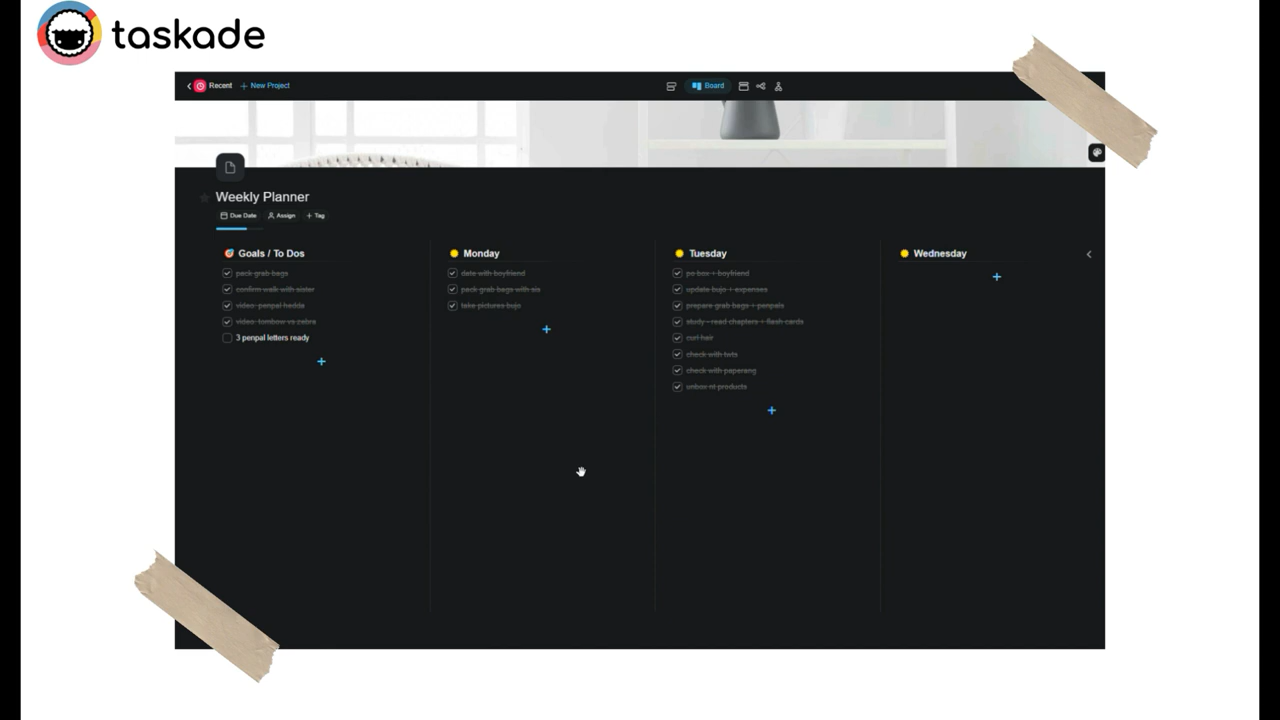 taskade
Recent
New Project
Board
Weekly Planner
Due Date
Assign
Tag
Goals / To Dos
pack grab bags
confirm walk with sister
video: penpal hedda
video: tombow vs zebra
3 penpal letters ready
Monday
date with boyfriend
pack grab bags with sis
take pictures bujo
Tuesday
po box + boyfriend
update bujo + expenses
prepare grab bags + penpals
study - read chapters + flash cards
curl hair
check with twts
check with paperang
unbox nt products
Wednesday